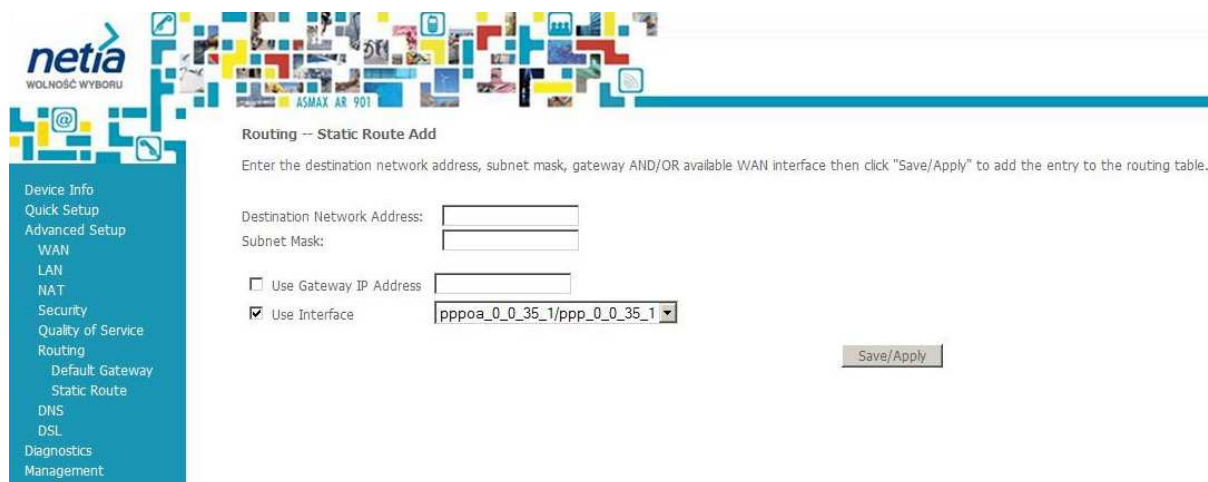 netia
WOLNOŚĆ WYBORU
@
ASMAX AR 901
Routing -- Static Route Add
Enter the destination network address, subnet mask, gateway AND/OR available WAN interface then click "Save/Apply" to add the entry to the routing table.
Device Info
Quick Setup
Advanced Setup
WAN
LAN
NAT
Security
Quality of Service
Routing
Default Gateway
Static Route
DNS
DSL
Diagnostics
Management
Destination Network Address:
Subnet Mask:
Use Gateway IP Address
Use Interface pppoa_0_0_35_1/ppp_0_0_35_1
Save/Apply